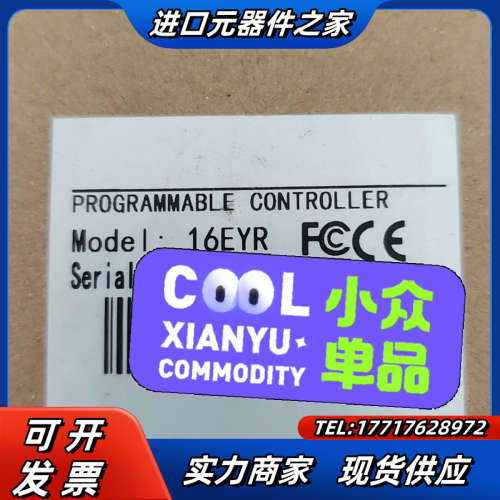 进口元器件之家
PROGRAMMABLE CONTROLLER
Model: 16EYR FC CE
Serial
COOL
XIANYU
COMMODITY
小众
单品
TEL:17717628972
可开
发票
实力商家 现货供应